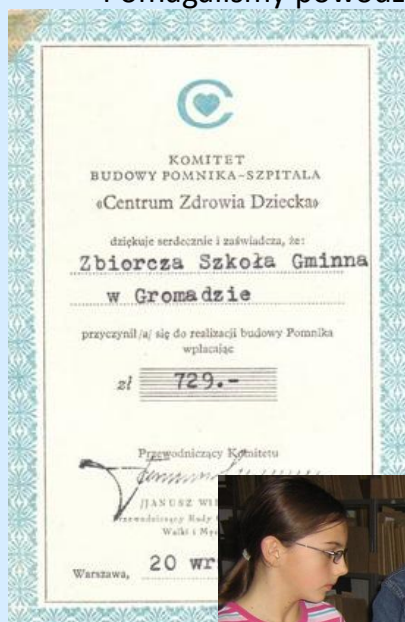 Pomagaliśmy powodz
KOMITET
BUDOWY POMNIKA-SZPITALA
«Centrum Zdrowia Dziecka»
dziękuje serdecznie i zaświadcza, że:
Zbiorcza Szkoła Gminna
w Gromadzie
przyczynił /a/ się do realizacji budowy Pomnika
wpłacając
zł 729.-
Przewodniczący Komitetu
/JANUSZ WI
Przewodniczący Rady
Walki i Mę
Warszawa, 20 wr